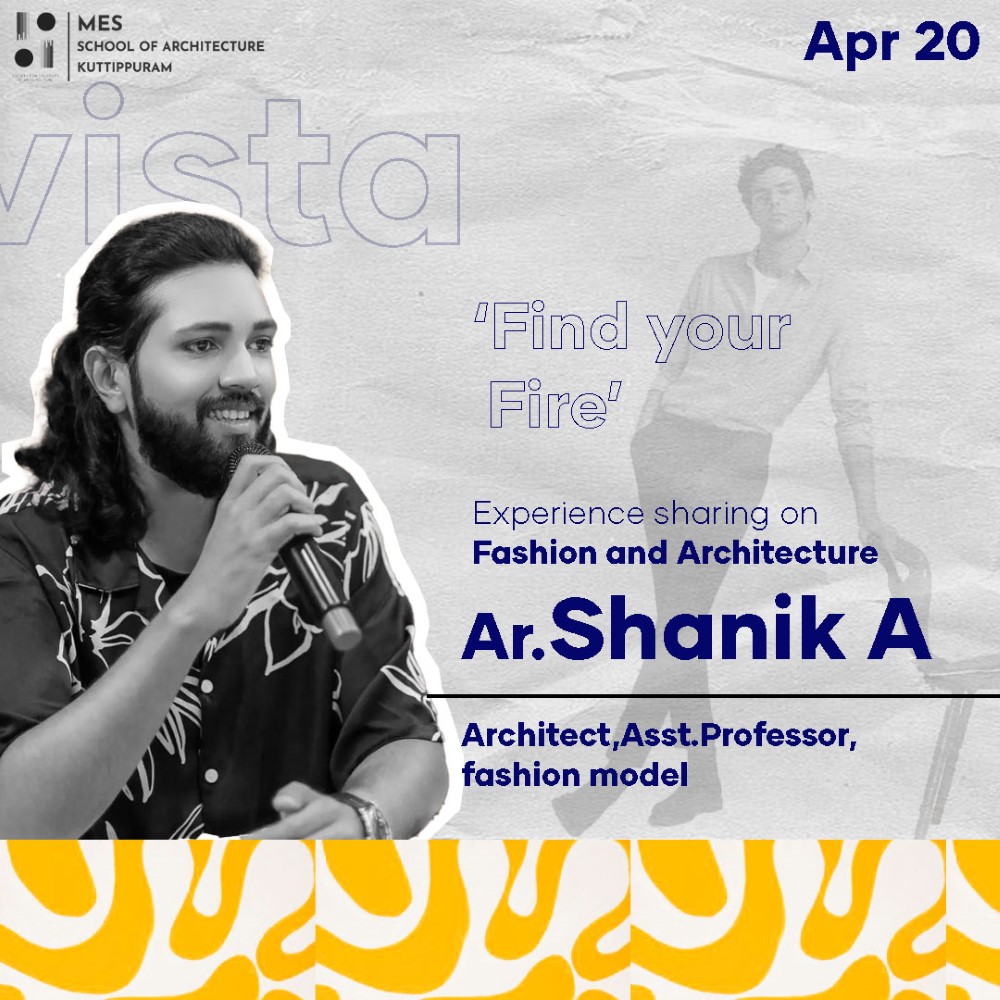 MES
SCHOOL OF ARCHITECTURE
KUTTIPPURAM
Apr 20
vista
‘Find your
Fire’
Experience sharing on
Fashion and Architecture
Ar.Shanik A
Architect,Asst.Professor,
fashion model